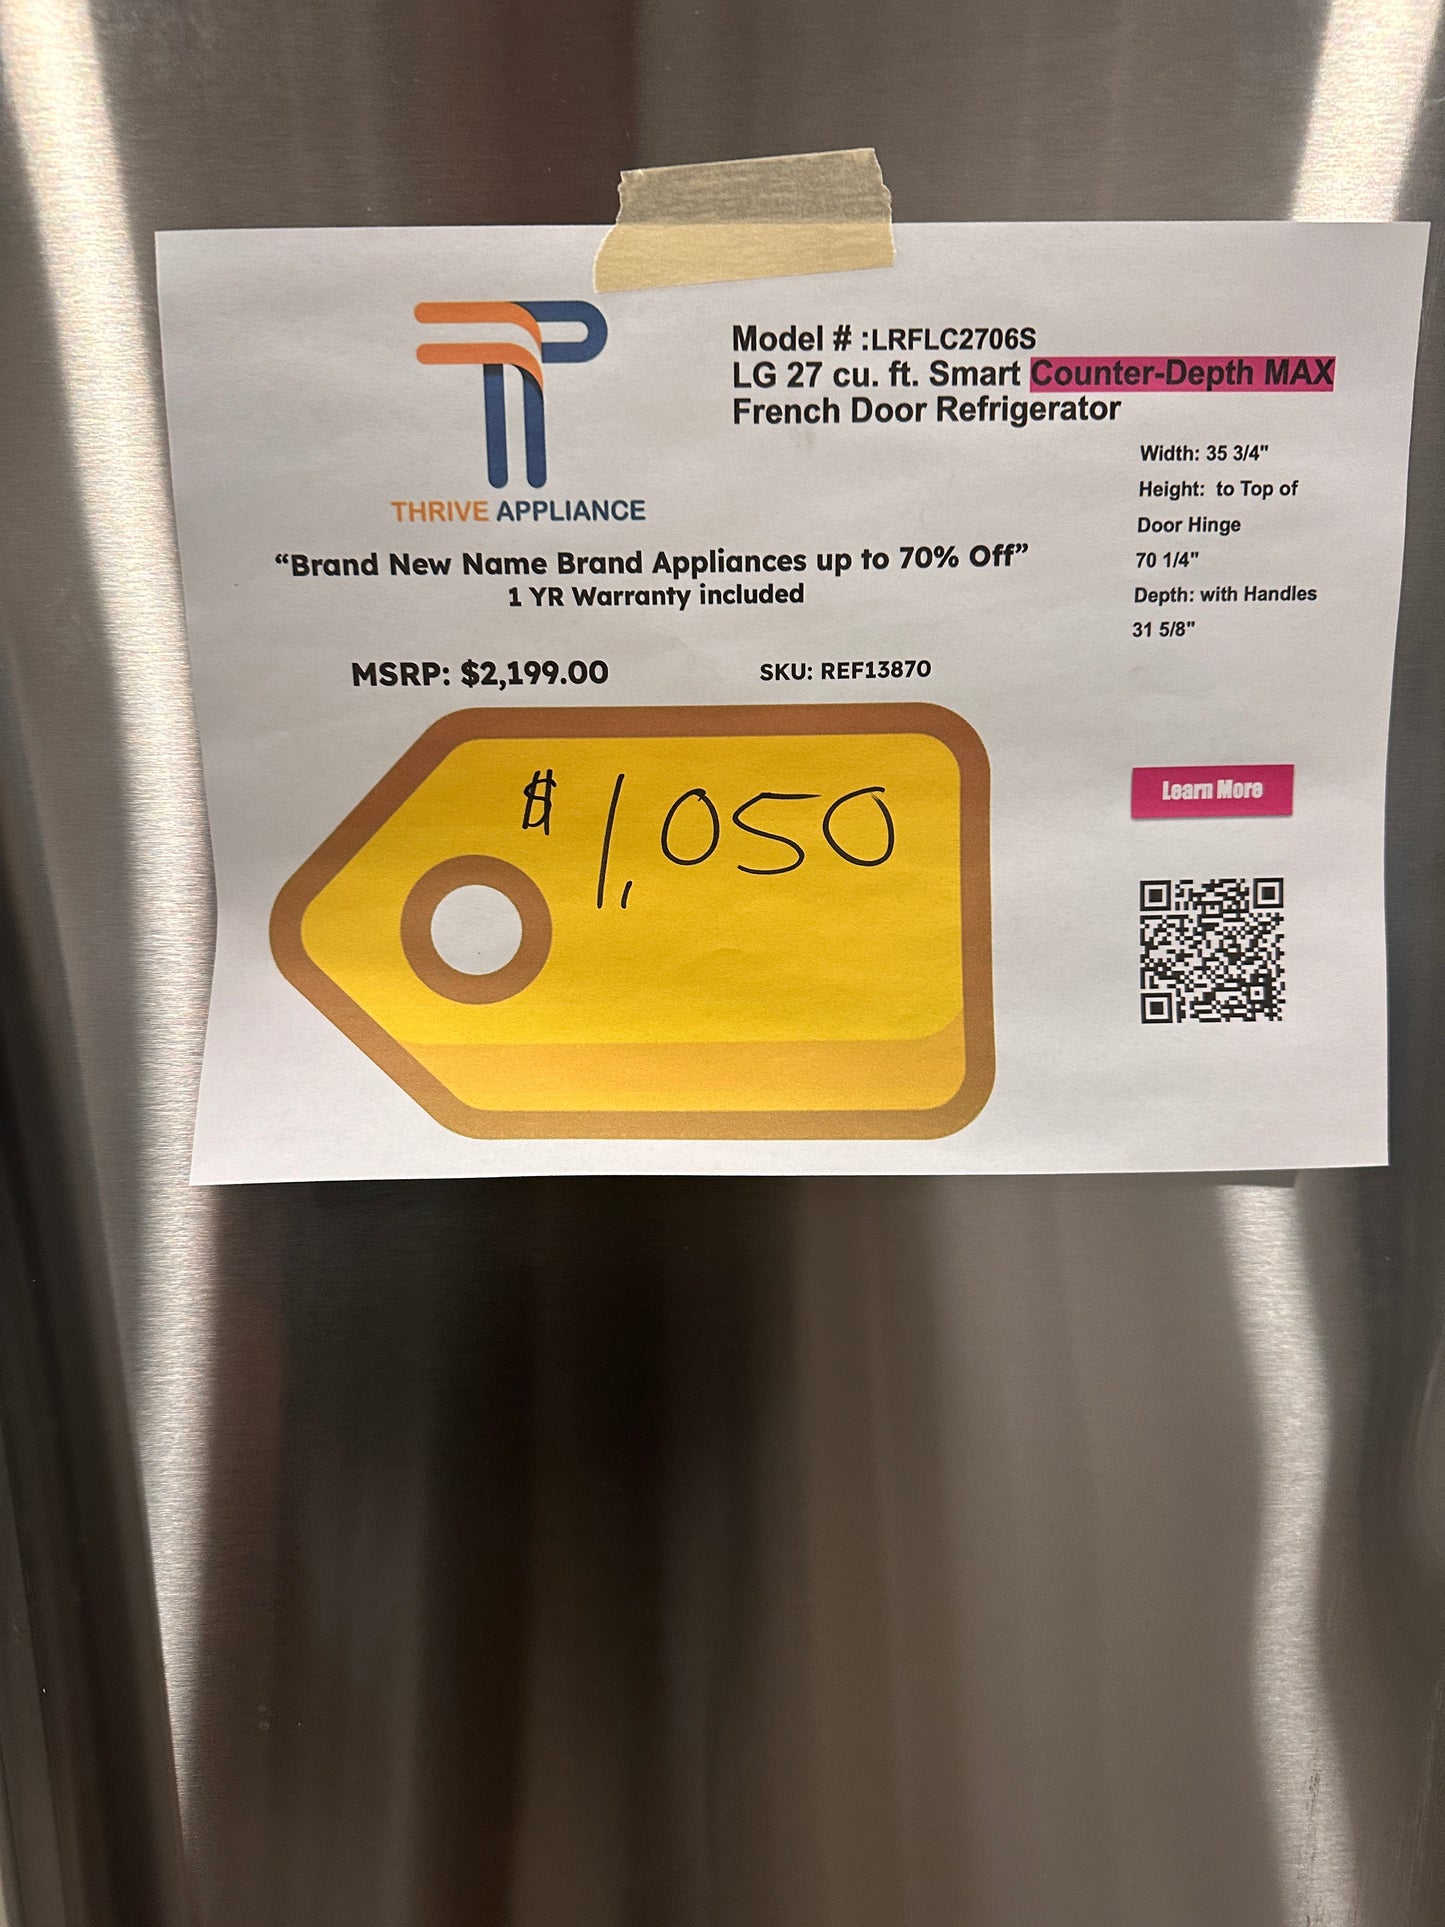 THRIVE APPLIANCE
Model # :LRFLC2706S
LG 27 cu. ft. Smart Counter-Depth MAX
French Door Refrigerator
Width: 35 3/4"
Height: to Top of
Door Hinge
70 1/4"
Depth: with Handles
31 5/8"
“Brand New Name Brand Appliances up to 70% Off”
1 YR Warranty included
MSRP: $2,199.00
SKU: REF13870
$1,050
Learn More